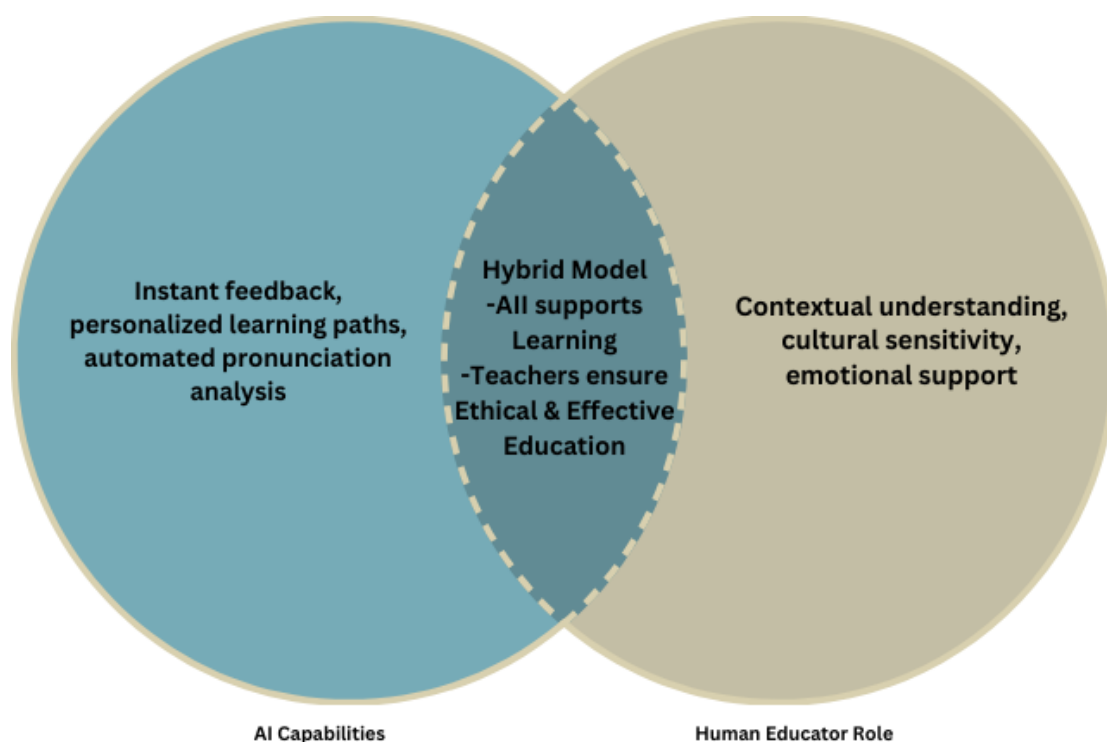 Instant feedback,
personalized learning paths,
automated pronunciation
analysis
Hybrid Model
-AII supports
Learning
-Teachers ensure
Ethical & Effective
Education
Contextual understanding,
cultural sensitivity,
emotional support
AI Capabilities
Human Educator Role